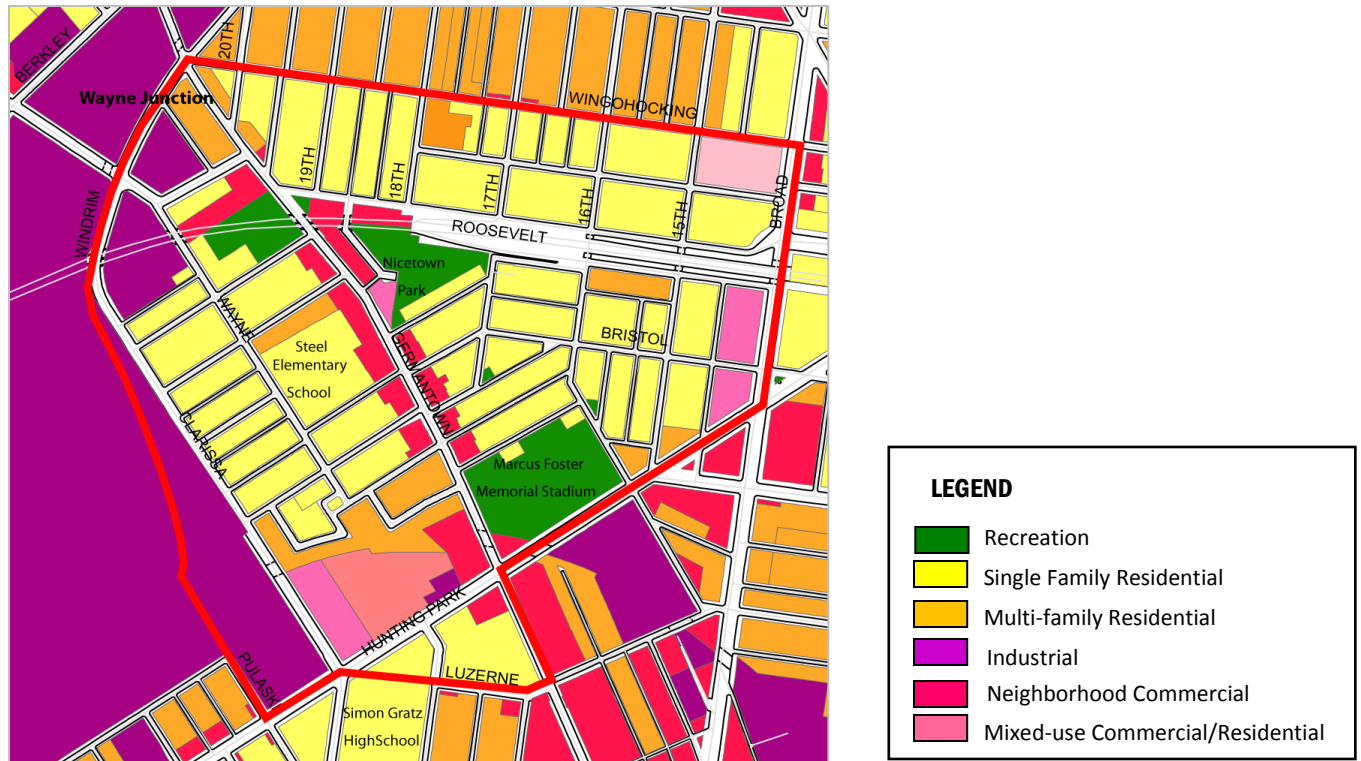 BERKLEY
20TH
Wayne Junction
WINGOHOCKING
19TH
18TH
17TH
16TH
15TH
BROAD
WINDRIM
ROOSEVELT
Nicetown
Park
WAYNE
BRISTOL
GERMANTOWN
Steel
Elementary
School
CLARISSA
Marcus Foster
Memorial Stadium
HUNTING PARK
PULASK
LUZERNE
Simon Gratz
HighSchool
LEGEND
Recreation
Single Family Residential
Multi-family Residential
Industrial
Neighborhood Commercial
Mixed-use Commercial/Residential